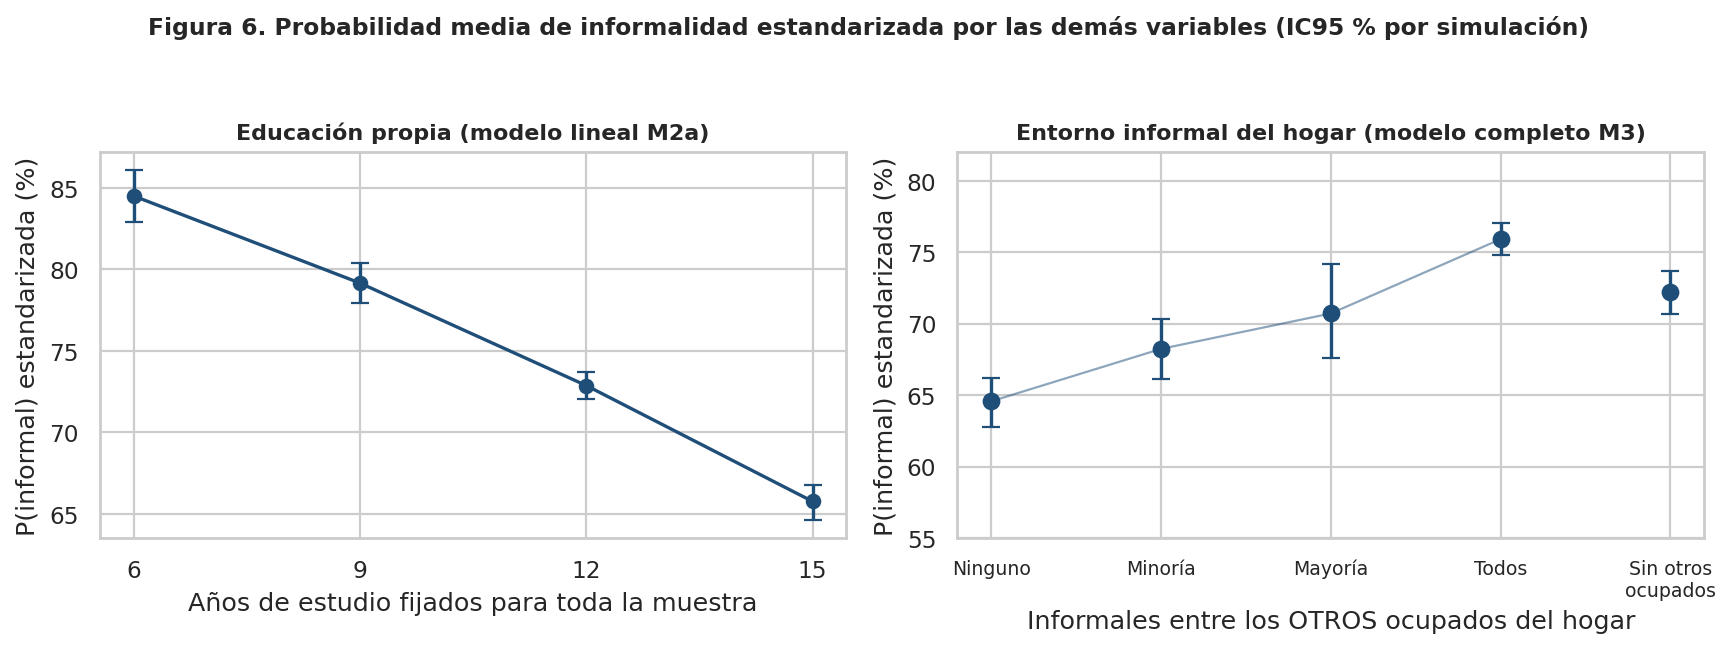 Figura 6. Probabilidad media de informalidad estandarizada por las demás variables (IC95 % por simulación)
Educación propia (modelo lineal M2a)
P(informal) estandarizada (%)
85
80
75
70
65
6 9 12 15
Años de estudio fijados para toda la muestra
Entorno informal del hogar (modelo completo M3)
P(informal) estandarizada (%)
80
75
70
65
60
55
Ninguno Minoría Mayoría Todos Sin otros
ocupados
Informales entre los OTROS ocupados del hogar